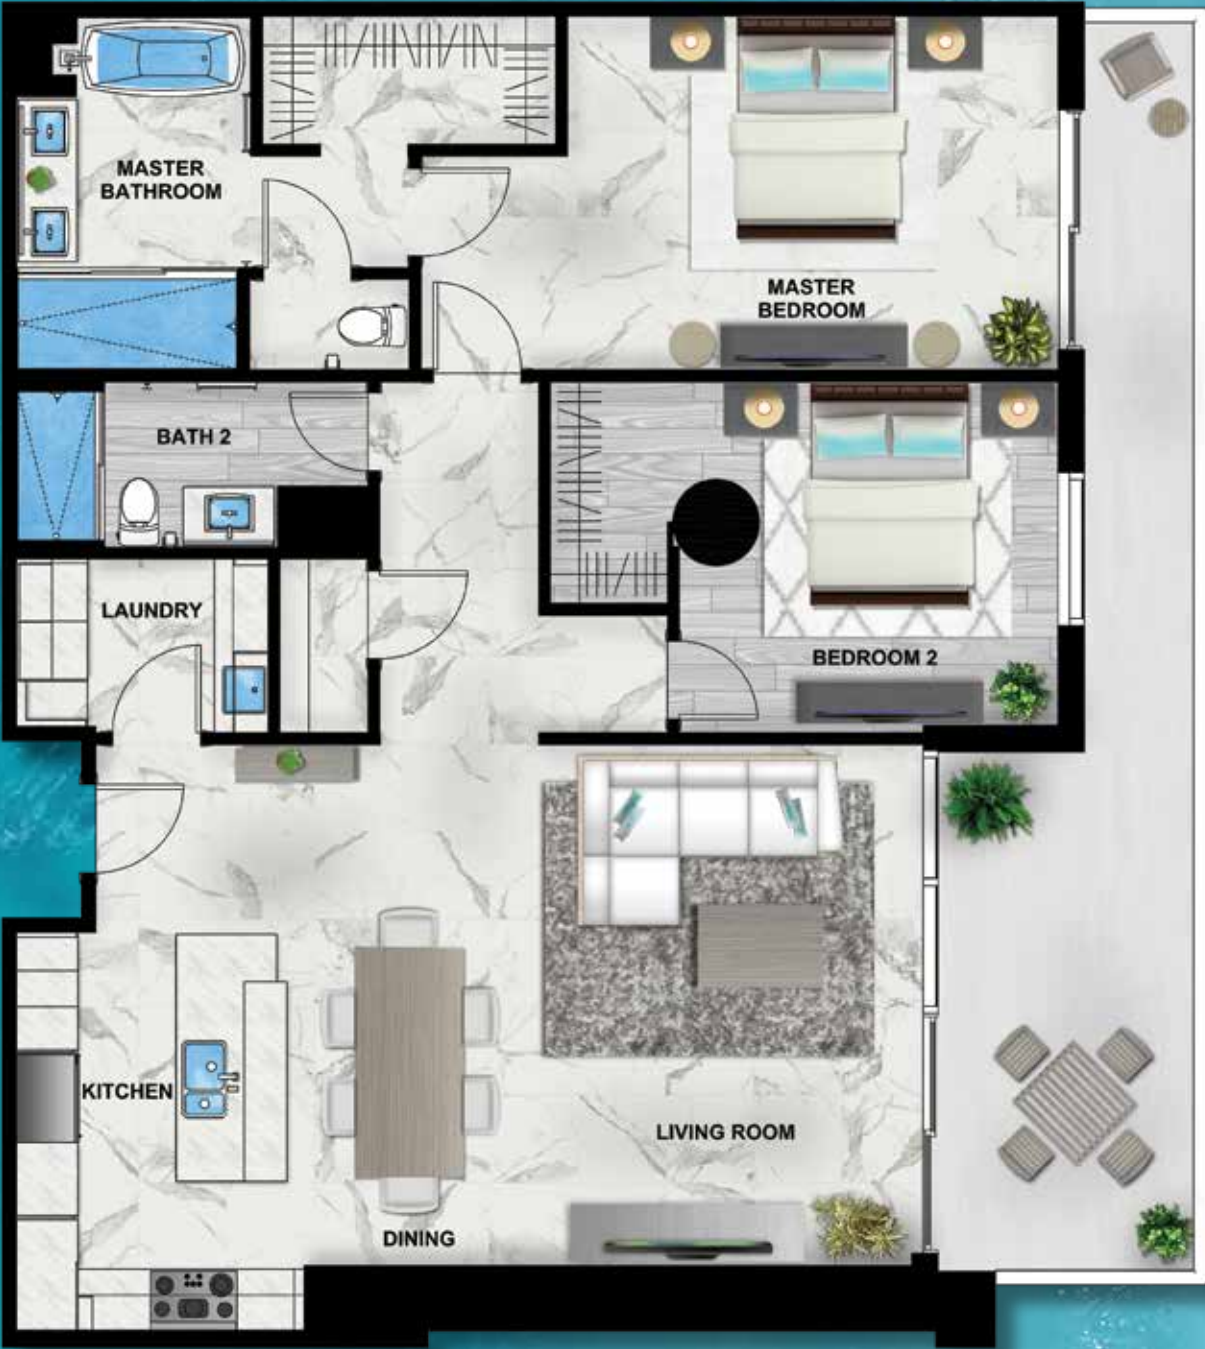 MASTER
BATHROOM
MASTER
BEDROOM
BATH 2
LAUNDRY
BEDROOM 2
KITCHEN
LIVING ROOM
DINING